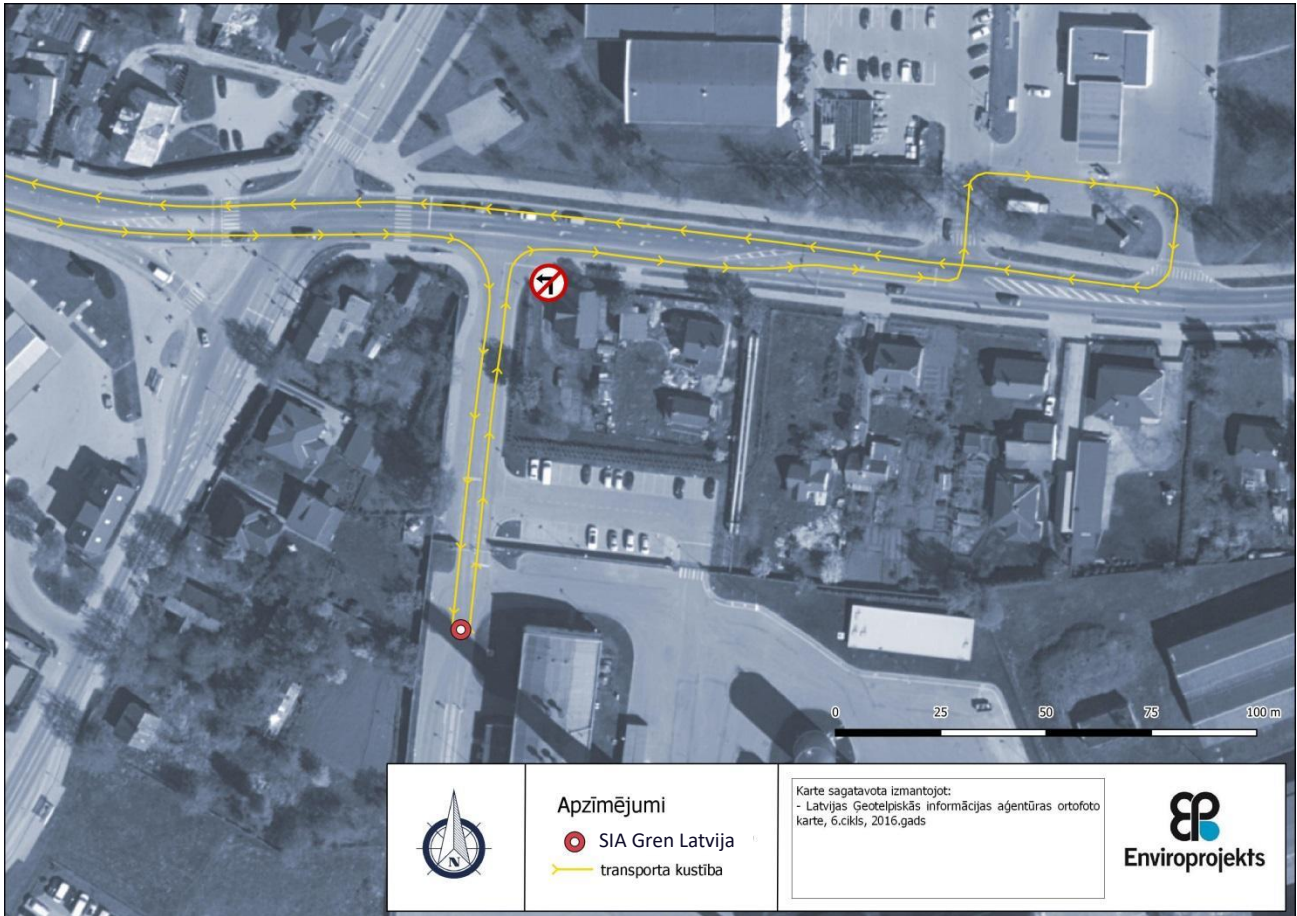 0 25 50 75 100 m
N
Apzīmējumi
SIA Gren Latvija
transporta kustība
Karte sagatavota izmantojot:
- Latvijas Ģeotelpiskās informācijas aģentūras ortofoto
karte, 6.cikls, 2016.gads
Enviroprojekts